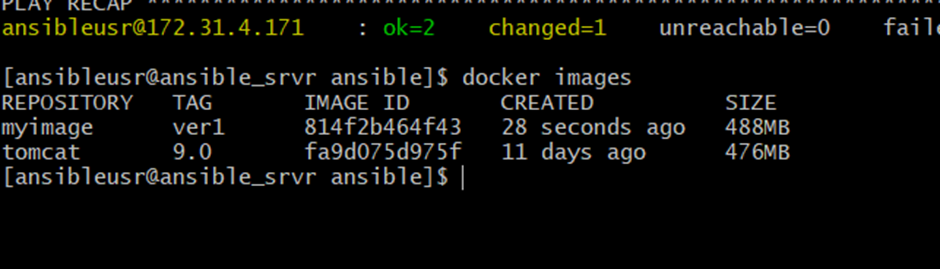 PLAY RECAP ****************************************************************************
ansibleusr@172.31.4.171 : ok=2 changed=1 unreachable=0 faile
[ansibleusr@ansible_srvr ansible]$ docker images
REPOSITORY TAG IMAGE ID CREATED SIZE
myimage ver1 814f2b464f43 28 seconds ago 488MB
tomcat 9.0 fa9d075d975f 11 days ago 476MB
[ansibleusr@ansible_srvr ansible]$